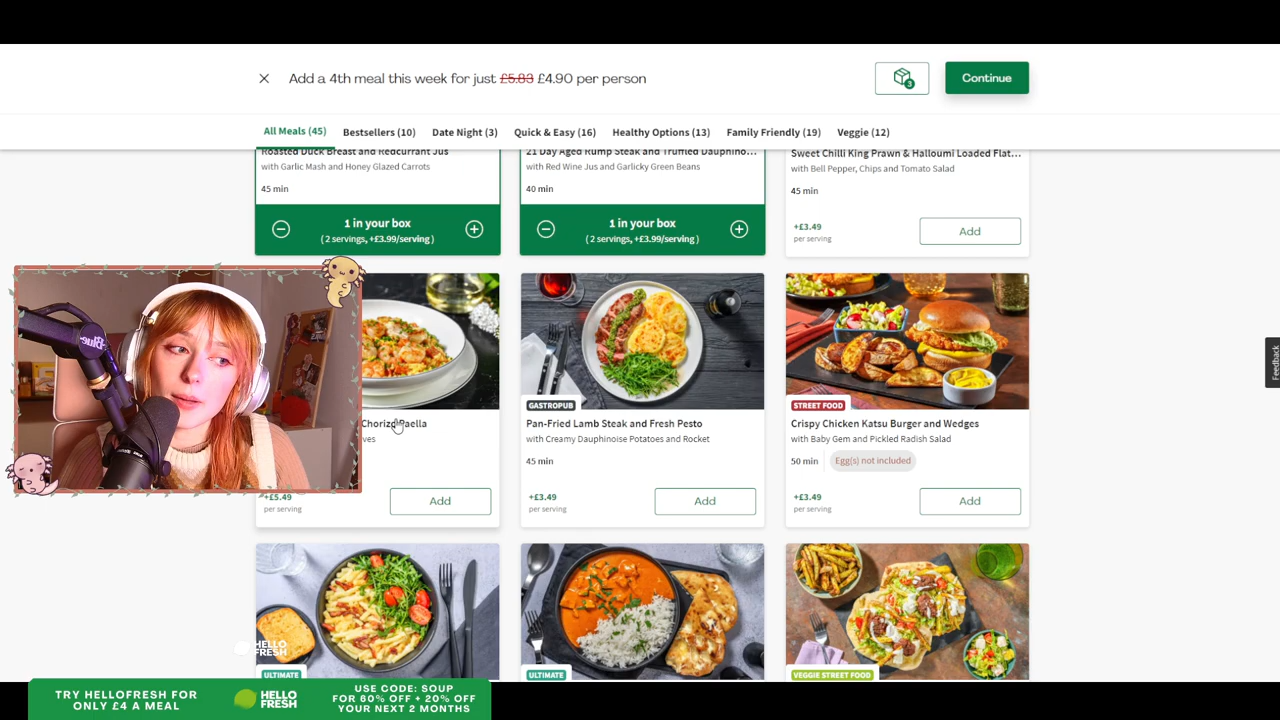 Add a 4th meal this week for just £5.83 £4.90 per person
3
Continue
All Meals (45)
Bestsellers (10)
Date Night (3)
Quick & Easy (16)
Healthy Options (13)
Family Friendly (19)
Veggie (12)
Roasted Duck Breast and Redcurrant Jus
with Garlic Mash and Honey Glazed Carrots
45 min
1 in your box
( 2 servings, +£3.99/serving )
21 Day Aged Rump Steak and Truffled Dauphino...
with Red Wine Jus and Garlicky Green Beans
40 min
1 in your box
( 2 servings, +£3.99/serving )
Sweet Chilli King Prawn & Halloumi Loaded Flat...
with Bell Pepper, Chips and Tomato Salad
45 min
+£3.49
per serving
Add
Chorizo Paella
ves
+£5.49
per serving
Add
GASTROPUB
Pan-Fried Lamb Steak and Fresh Pesto
with Creamy Dauphinoise Potatoes and Rocket
45 min
+£3.49
per serving
Add
STREET FOOD
Crispy Chicken Katsu Burger and Wedges
with Baby Gem and Pickled Radish Salad
50 min
Egg(s) not included
+£3.49
per serving
Add
Feedback
Blue
HELLO
FRESH
ULTIMATE
ULTIMATE
VEGGIE STREET FOOD
TRY HELLOFRESH FOR
ONLY £4 A MEAL
HELLO
FRESH
USE CODE: SOUP
FOR 60% OFF + 20% OFF
YOUR NEXT 2 MONTHS